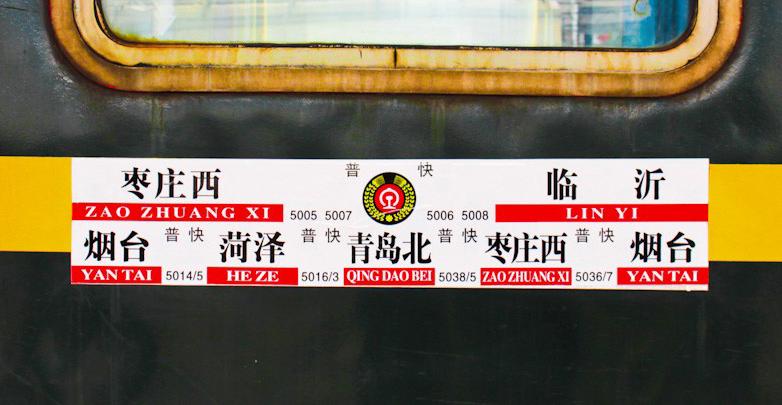 普 快
枣庄西 临 沂
ZAO ZHUANG XI 5005 5007 5006 5008 LIN YI
烟台 普快 菏泽 普快 青岛北 普快 枣庄西 普快 烟台
YAN TAI 5014/5 HE ZE 5016/3 QING DAO BEI 5038/5 ZAO ZHUANG XI 5036/7 YAN TAI